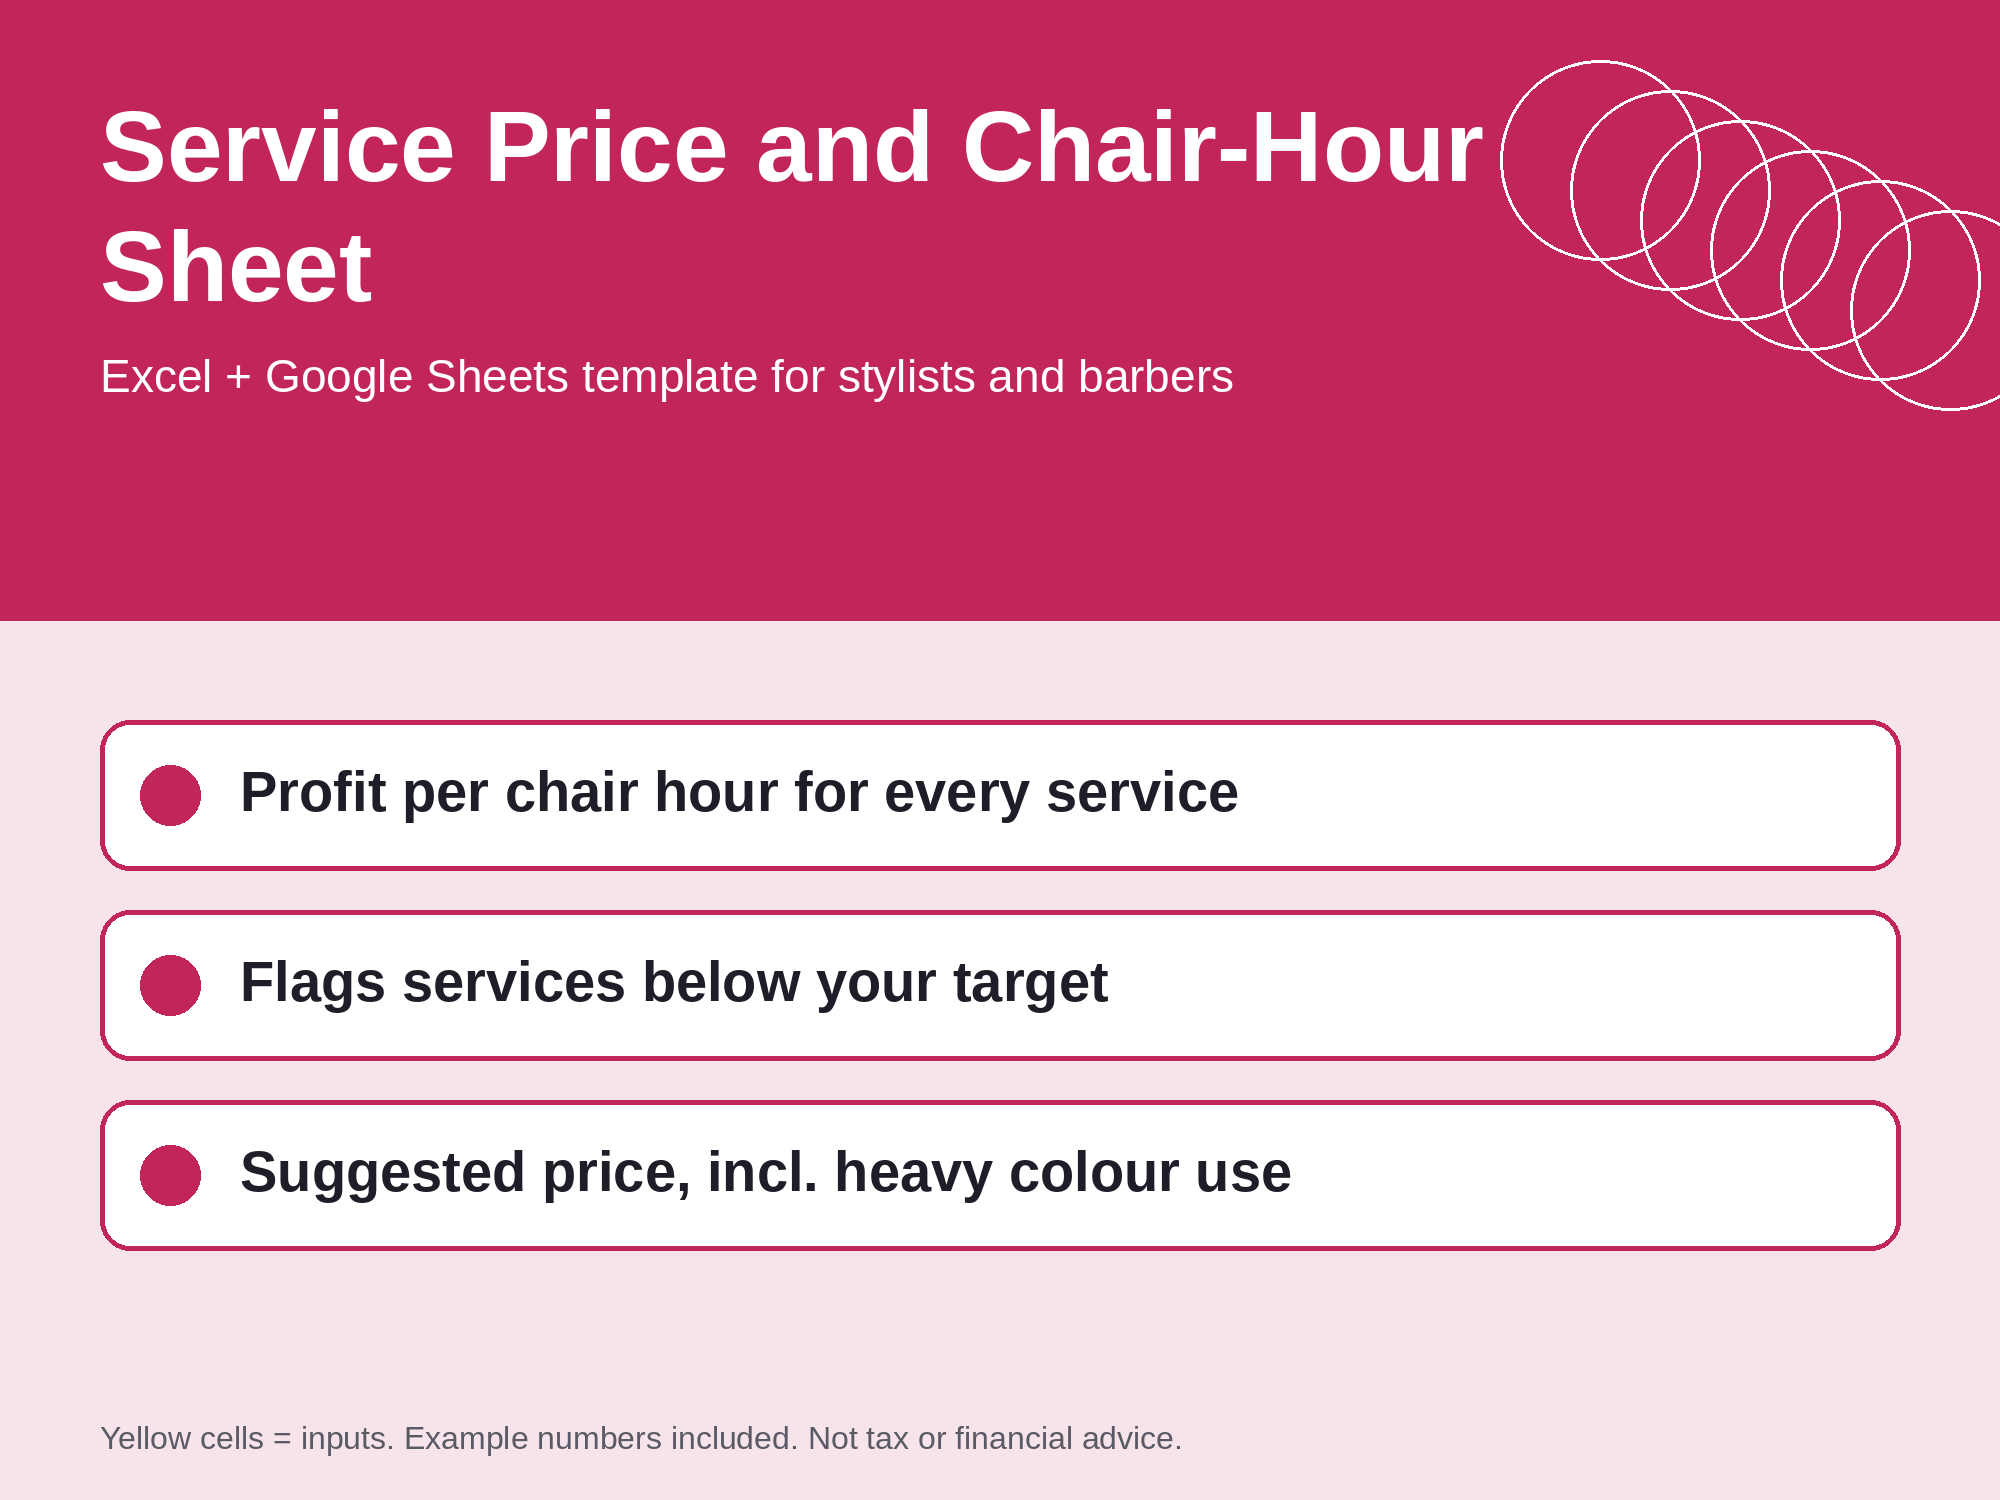 Service Price and Chair-Hour
Sheet
Excel + Google Sheets template for stylists and barbers
Profit per chair hour for every service
Flags services below your target
Suggested price, incl. heavy colour use
Yellow cells = inputs. Example numbers included. Not tax or financial advice.